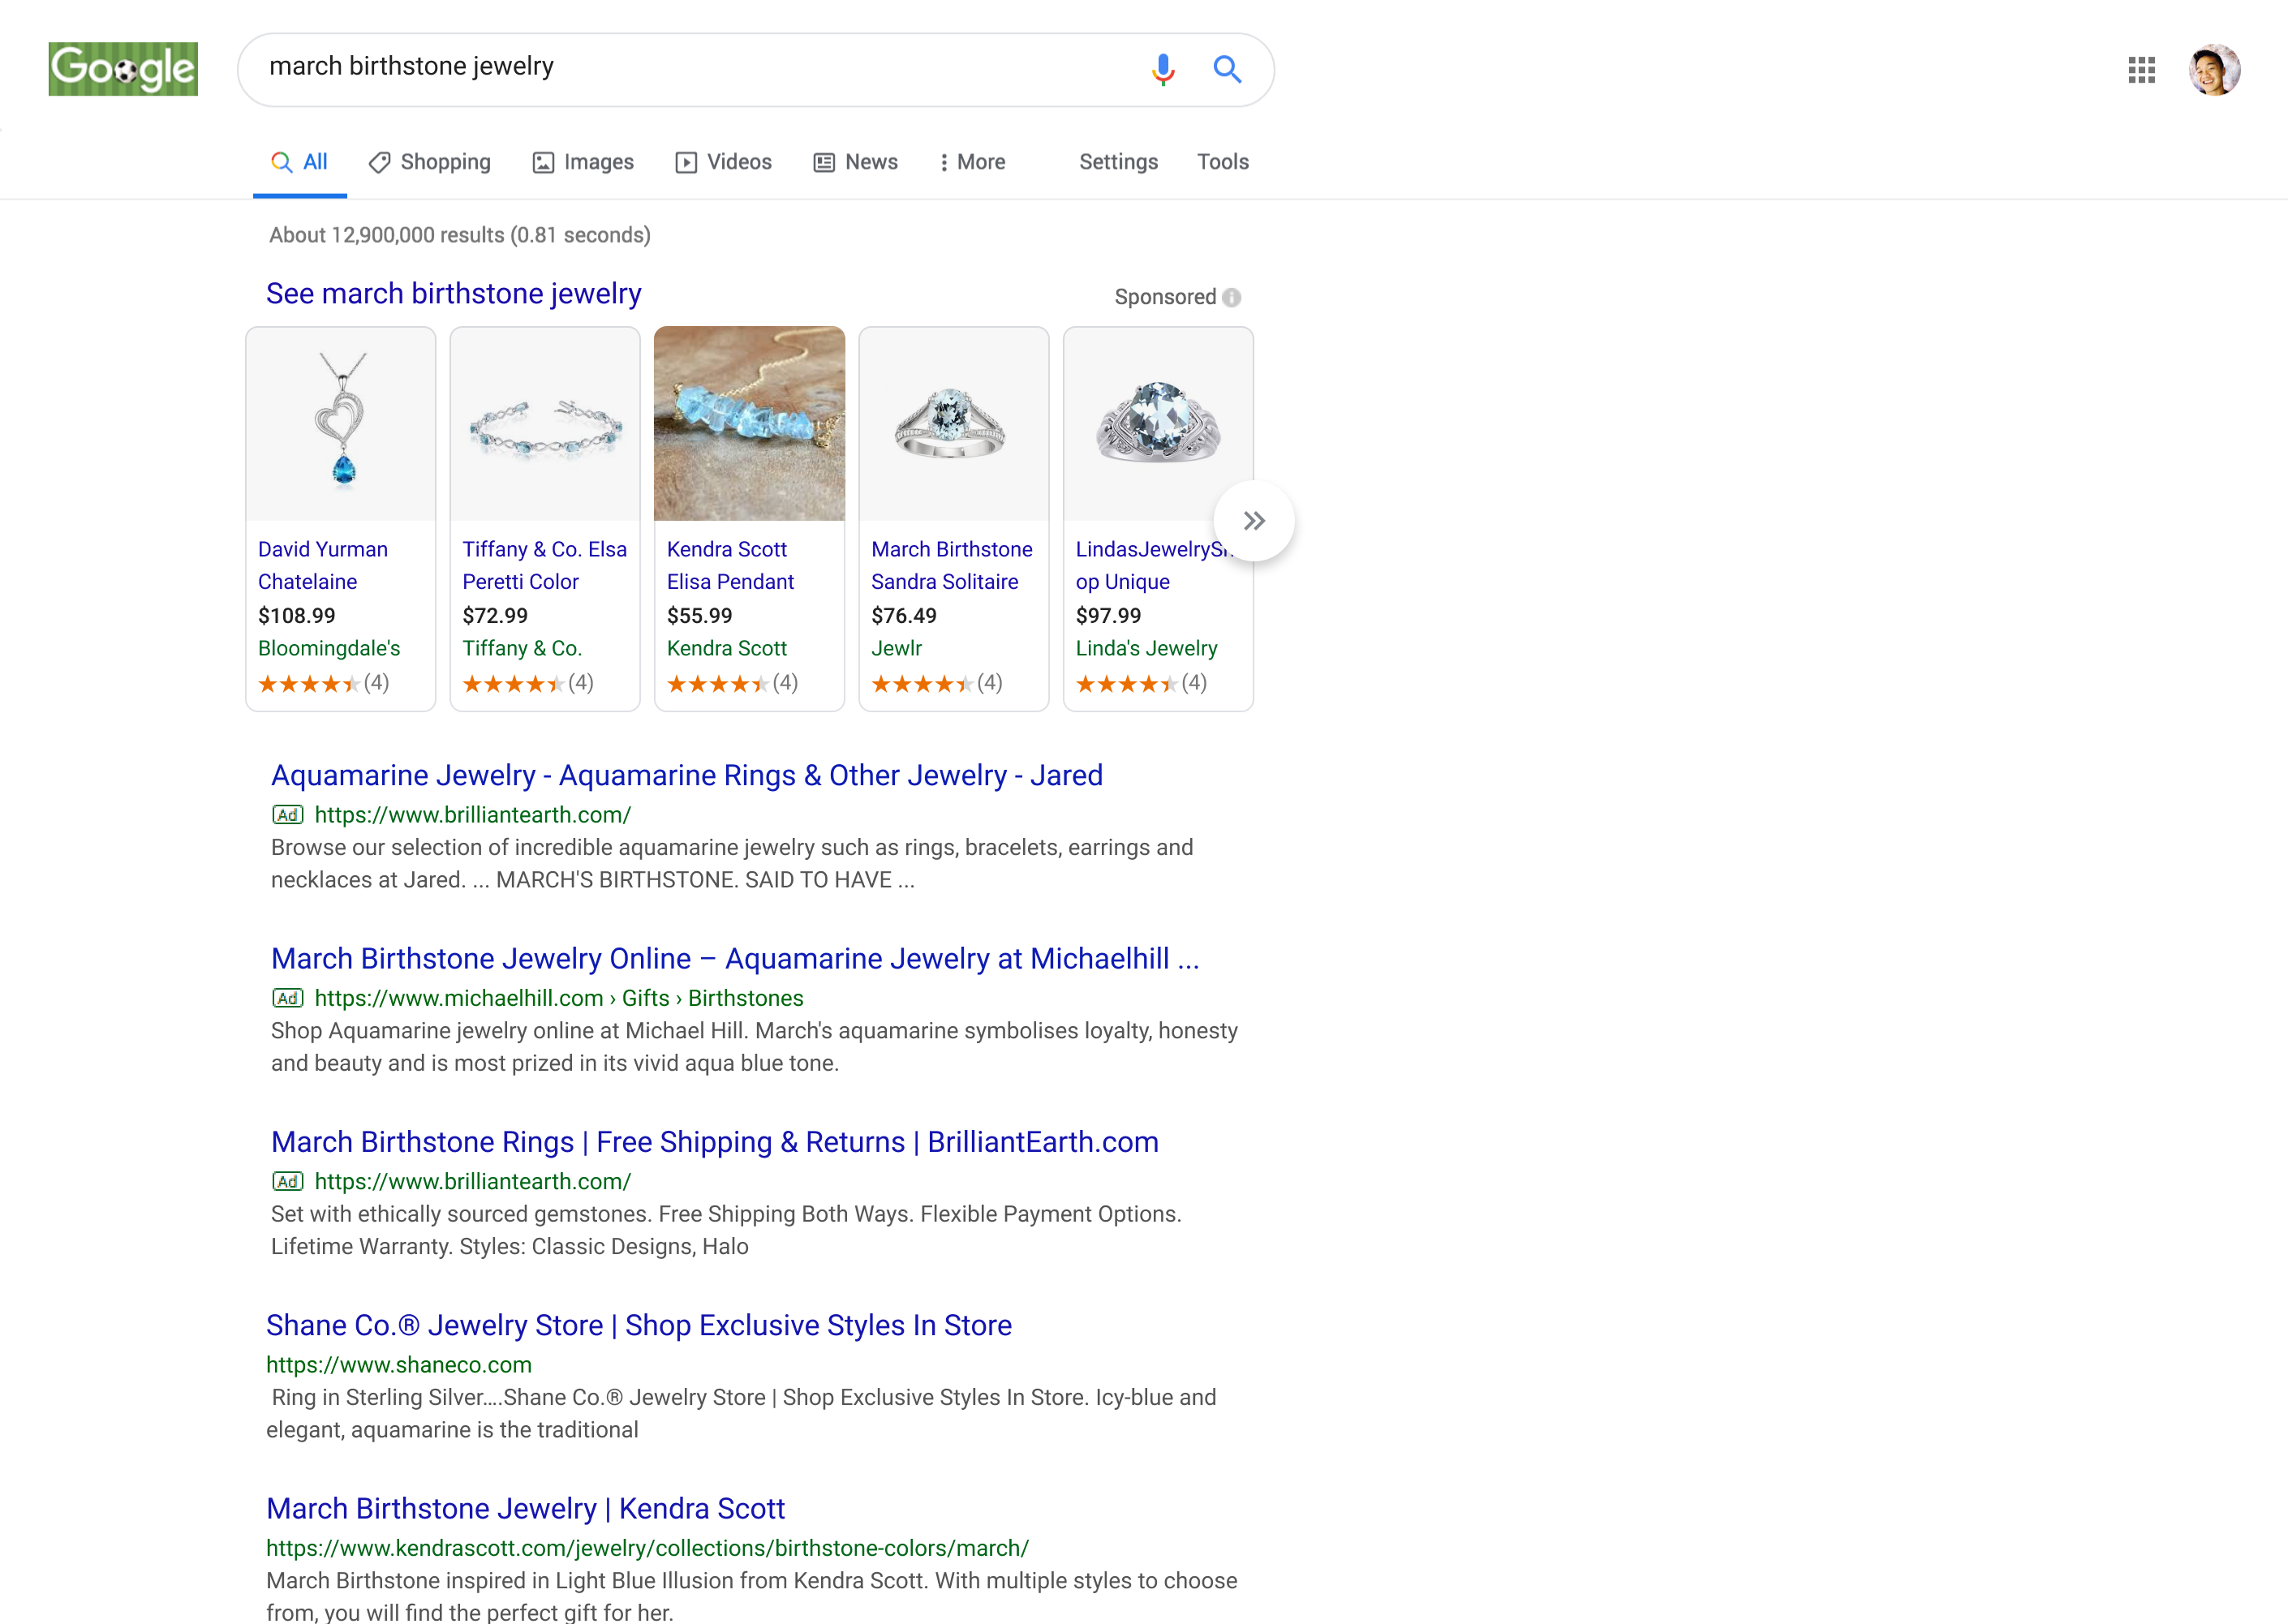 Google
march birthstone jewelry
All Shopping Images Videos News More Settings Tools
About 12,900,000 results (0.81 seconds)
See march birthstone jewelry
Sponsored
David Yurman
Chatelaine
$108.99
Bloomingdale's
(4)
Tiffany & Co. Elsa
Peretti Color
$72.99
Tiffany & Co.
(4)
Kendra Scott
Elisa Pendant
$55.99
Kendra Scott
(4)
March Birthstone
Sandra Solitaire
$76.49
Jewlr
(4)
LindasJewelrySh
op Unique
$97.99
Linda's Jewelry
(4)
Aquamarine Jewelry - Aquamarine Rings & Other Jewelry - Jared
Ad https://www.brilliantearth.com/
Browse our selection of incredible aquamarine jewelry such as rings, bracelets, earrings and
necklaces at Jared. ... MARCH'S BIRTHSTONE. SAID TO HAVE ...
March Birthstone Jewelry Online – Aquamarine Jewelry at Michaelhill ...
Ad https://www.michaelhill.com › Gifts › Birthstones
Shop Aquamarine jewelry online at Michael Hill. March's aquamarine symbolises loyalty, honesty
and beauty and is most prized in its vivid aqua blue tone.
March Birthstone Rings | Free Shipping & Returns | BrilliantEarth.com
Ad https://www.brilliantearth.com/
Set with ethically sourced gemstones. Free Shipping Both Ways. Flexible Payment Options.
Lifetime Warranty. Styles: Classic Designs, Halo
Shane Co.® Jewelry Store | Shop Exclusive Styles In Store
https://www.shaneco.com
Ring in Sterling Silver....Shane Co.® Jewelry Store | Shop Exclusive Styles In Store. Icy-blue and
elegant, aquamarine is the traditional
March Birthstone Jewelry | Kendra Scott
https://www.kendrascott.com/jewelry/collections/birthstone-colors/march/
March Birthstone inspired in Light Blue Illusion from Kendra Scott. With multiple styles to choose
from, you will find the perfect gift for her.